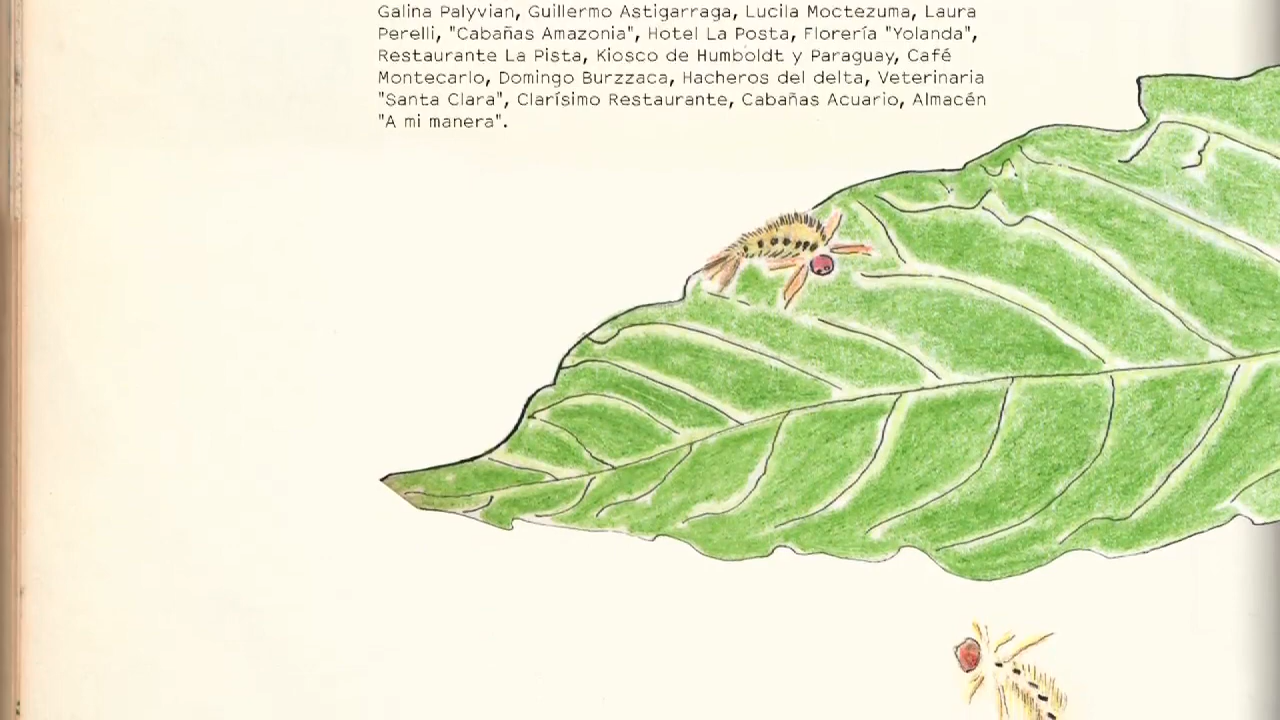 Galina Palyvian, Guillermo Astigarraga, Lucila Moctezuma, Laura
Perelli, "Cabañas Amazonia", Hotel La Posta, Florería "Yolanda",
Restaurante La Pista, Kiosco de Humboldt y Paraguay, Café
Montecarlo, Domingo Burzzaca, Hacheros del delta, Veterinaria
"Santa Clara", Clarísimo Restaurante, Cabañas Acuario, Almacén
"A mi manera".